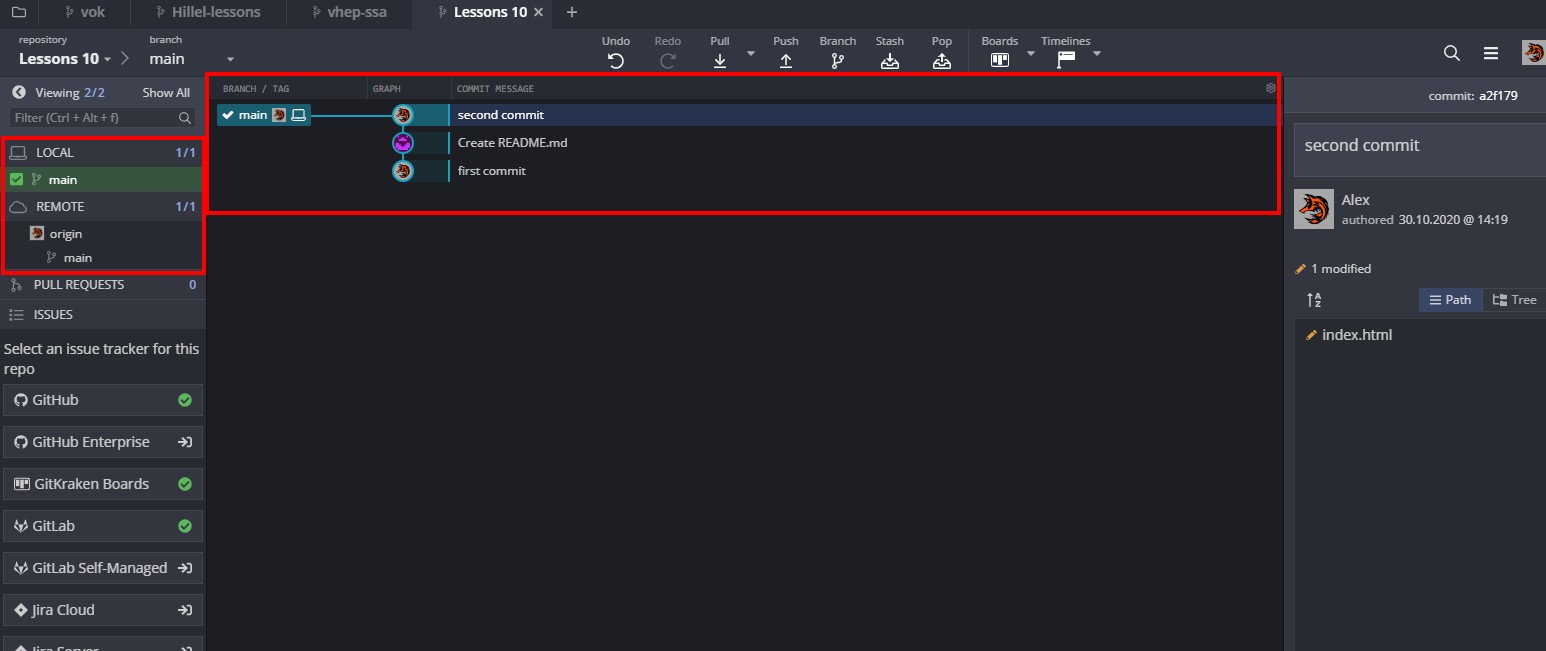 vok
Hillel-lessons
vhep-ssa
Lessons 10
repository
branch
Lessons 10
main
Undo
Redo
Pull
Push
Branch
Stash
Pop
Boards
Timelines
Viewing 2/2
Show All
Filter (Ctrl + Alt + f)
LOCAL 1/1
main
REMOTE 1/1
origin
main
PULL REQUESTS 0
ISSUES
Select an issue tracker for this
repo
GitHub
GitHub Enterprise
GitKraken Boards
GitLab
GitLab Self-Managed
Jira Cloud
Jira Server
BRANCH / TAG
GRAPH
COMMIT MESSAGE
main
second commit
Create README.md
first commit
commit: a2f179
second commit
Alex
authored 30.10.2020 @ 14:19
1 modified
A
Z
Path
Tree
index.html